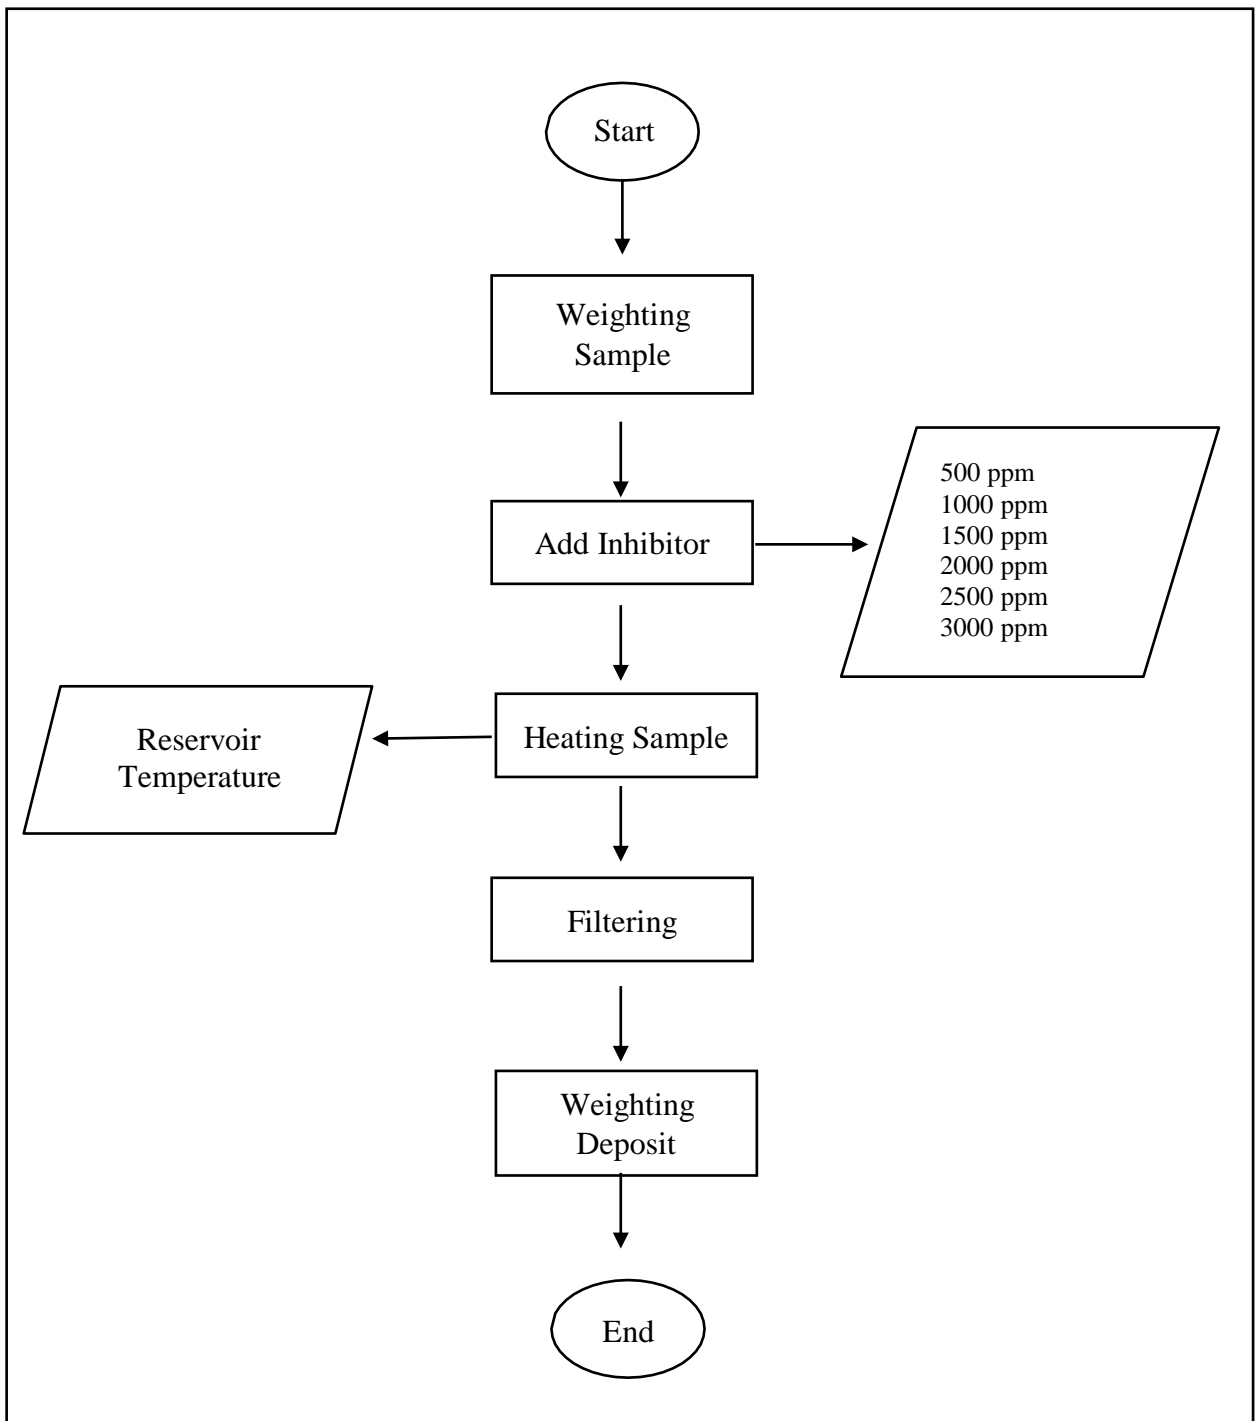 Start
Weighting
Sample
Add Inhibitor
500 ppm
1000 ppm
1500 ppm
2000 ppm
2500 ppm
3000 ppm
Heating Sample
Reservoir
Temperature
Filtering
Weighting
Deposit
End